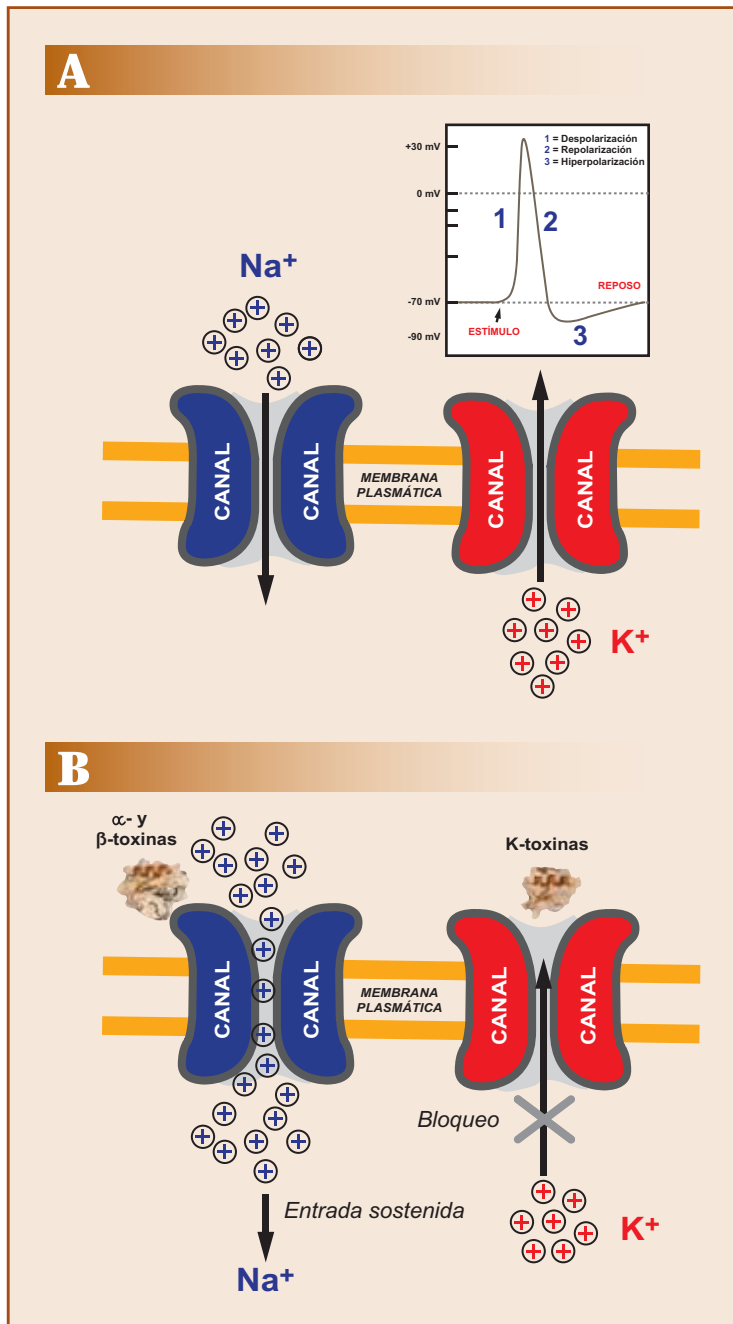 A
+30 mV
0 mV
-70 mV
-90 mV
1 = Despolarización
2 = Repolarización
3 = Hiperpolarización
1
2
3
REPOSO
ESTÍMULO
Na+
CANAL
CANAL
MEMBRANA
PLASMÁTICA
CANAL
CANAL
K+
B
α- y
β-toxinas
K-toxinas
CANAL
CANAL
MEMBRANA
PLASMÁTICA
CANAL
CANAL
Bloqueo
Entrada sostenida
Na+
K+